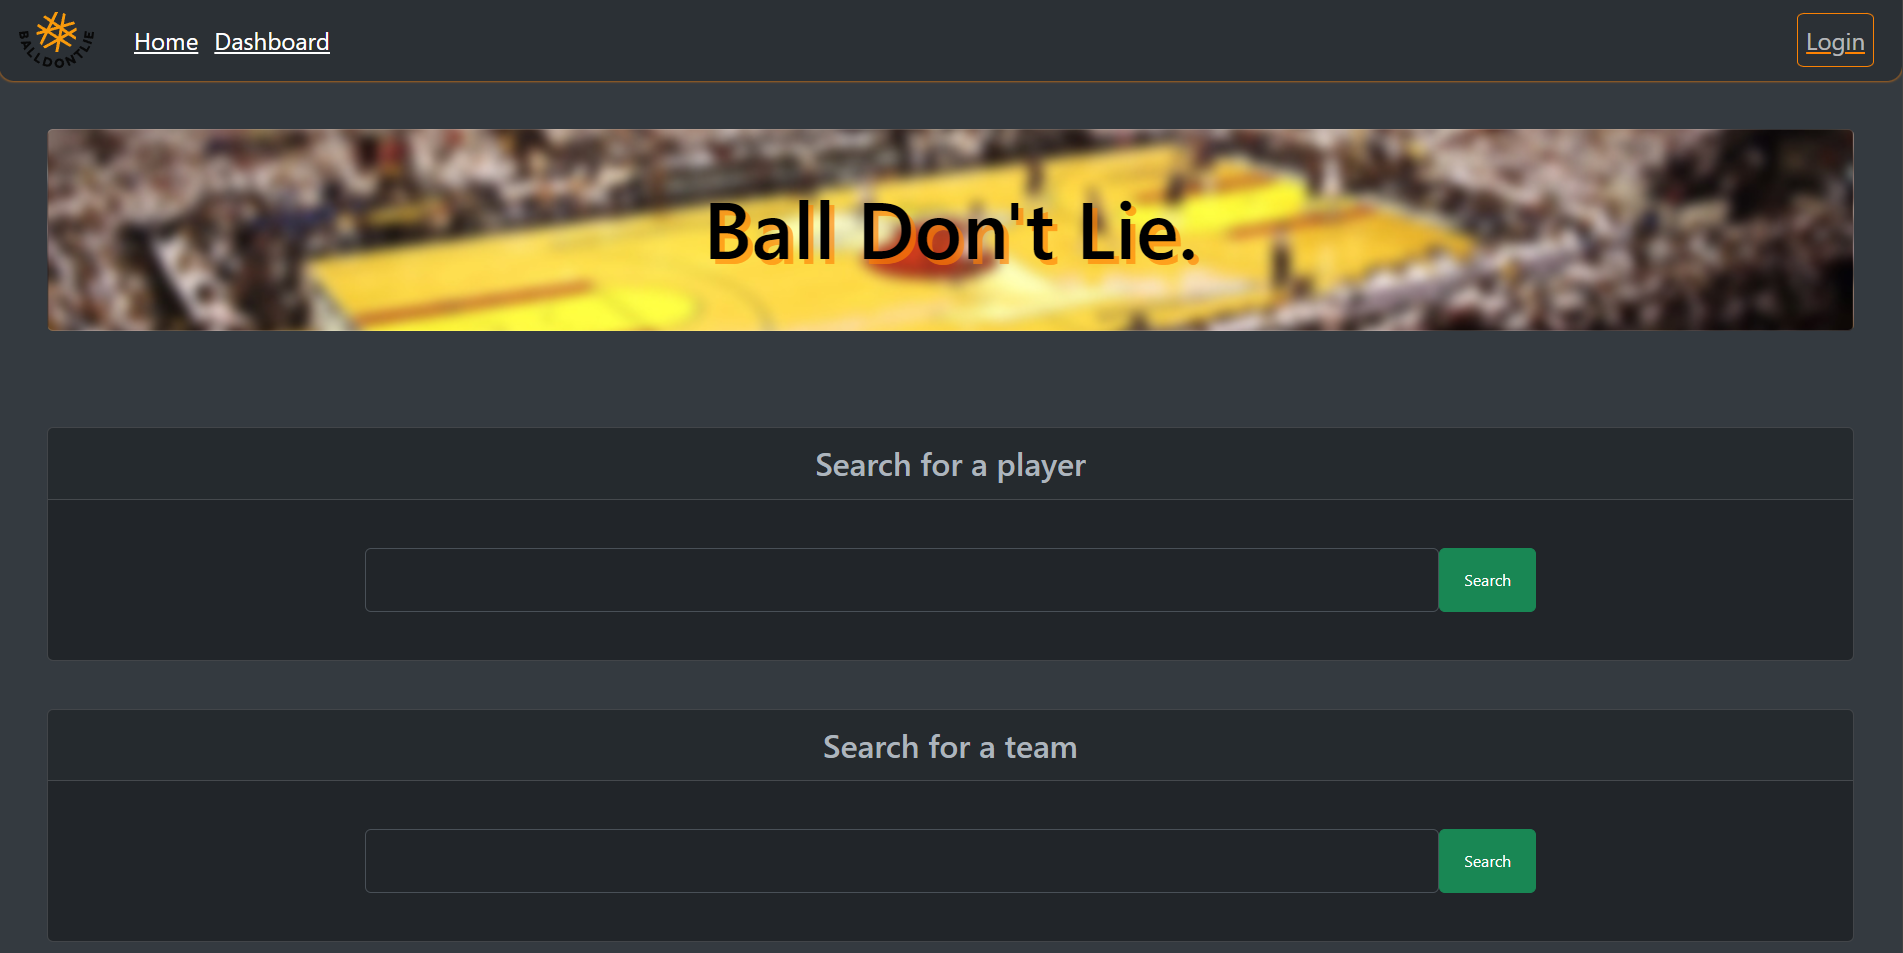 BALLDONTLIE
Home Dashboard
Login
Ball Don't Lie.
Search for a player
Search
Search for a team
Search